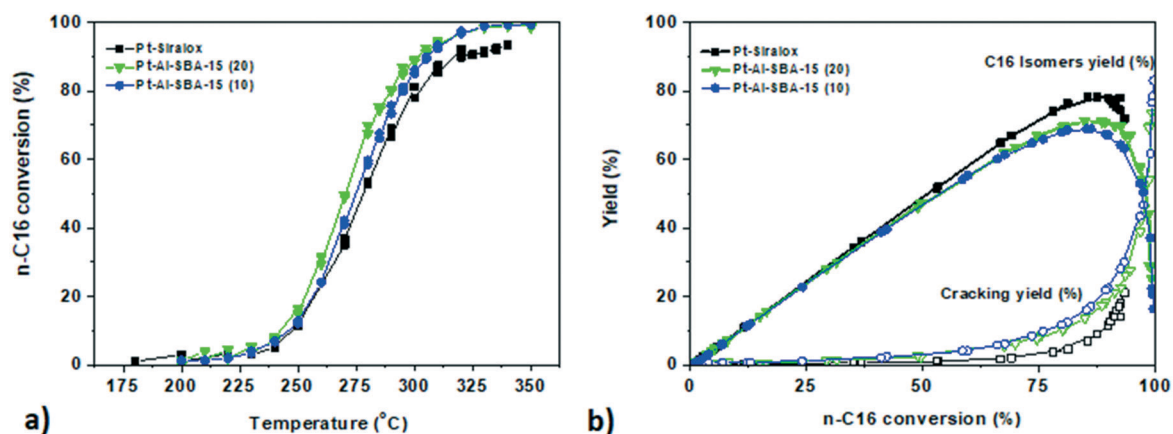 100
80
60
40
20
0
n-C16 conversion (%)
Pt-Siralox
Pt-Al-SBA-15 (20)
Pt-Al-SBA-15 (10)
175 200 225 250 275 300 325 350
Temperature (°C)
a)
100
80
60
40
20
0
Yield (%)
Pt-Siralox
Pt-Al-SBA-15 (20)
Pt-Al-SBA-15 (10)
C16 Isomers yield (%)
Cracking yield (%)
0 25 50 75 100
n-C16 conversion (%)
b)